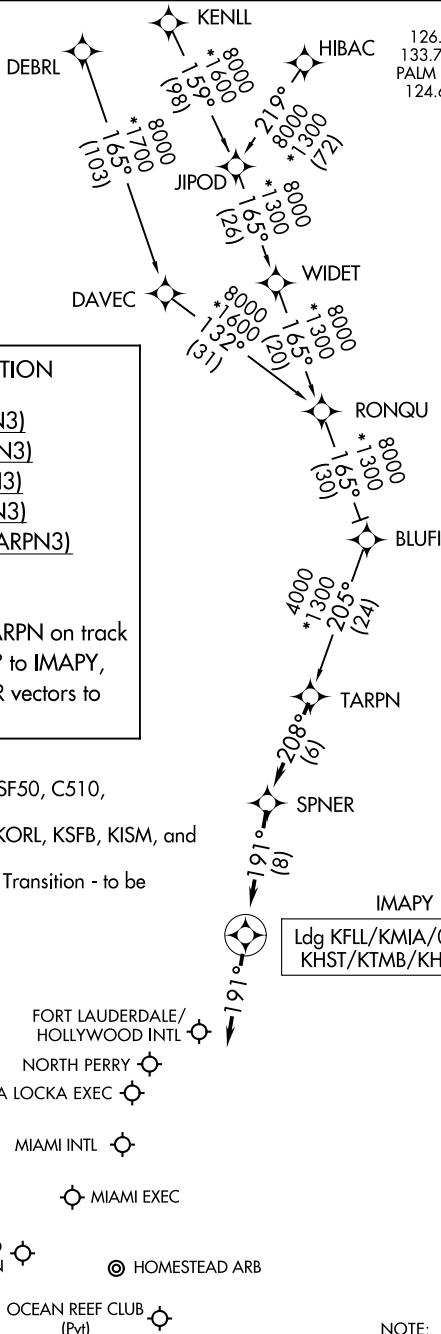 KENLL
DEBRL
HIBAC
126.
133.7
PALM
124.6
8000
*1600
159°
(98)
8000
*1700
165°
(103)
219°
8000
*1300
(72)
JIPOD
8000
*1300
165°
(26)
WIDET
DAVEC
8000
*1600
132°
(31)
8000
*1300
165°
(20)
RONQU
TION
N3)
N3)
N3)
N3)
ARPN3)
8000
*1300
165°
(30)
BLUFI
4000
*1300
205°
(24)
ARPN on track
° to IMAPY,
R vectors to
TARPN
208°
(6)
SF50, C510,
SPNER
KORL, KSFB, KISM, and
191°
(8)
Transition - to be
IMAPY
Ldg KFLL/KMIA/
KHST/KTMB/KH
191°
FORT LAUDERDALE/
HOLLYWOOD INTL
NORTH PERRY
A LOCKA EXEC
MIAMI INTL
MIAMI EXEC
N
HOMESTEAD ARB
OCEAN REEF CLUB
(Pvt)
NOTE: